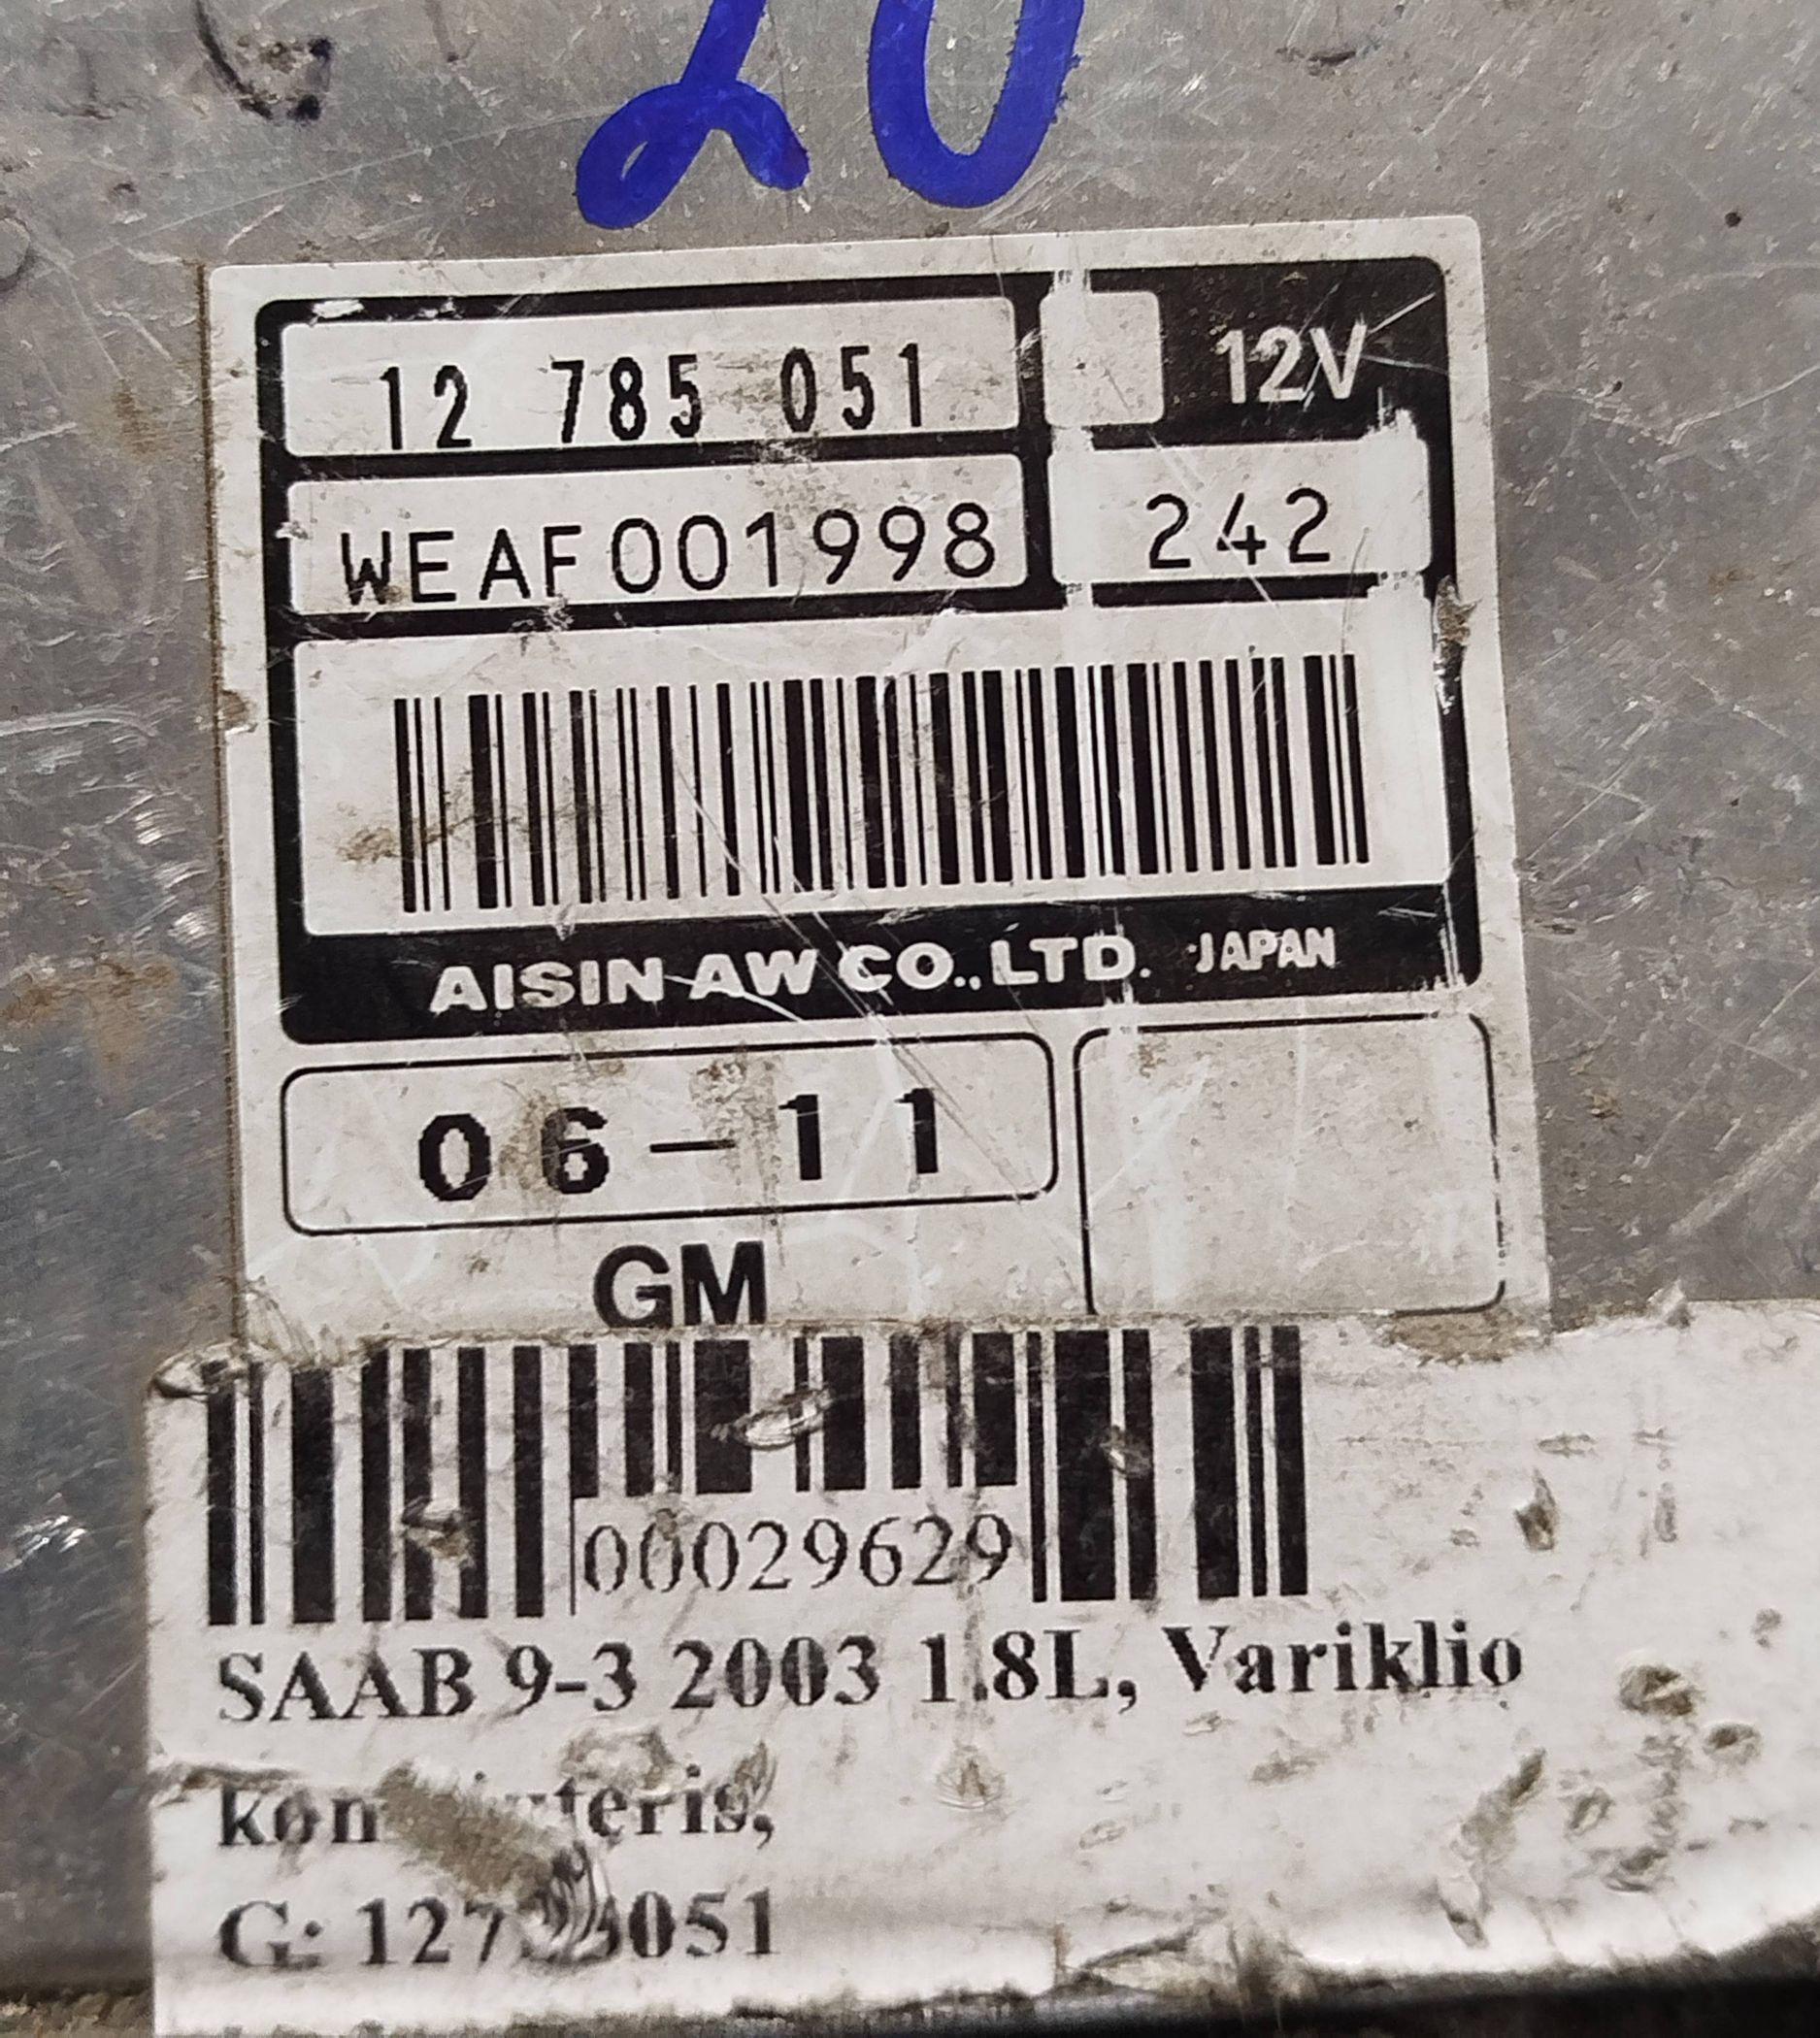 20
12 785 051
12V
WEAF001998
242
AISIN AW CO., LTD. JAPAN
06-11
GM
00029629
SAAB 9-3 2003 1.8L, Variklio
G: